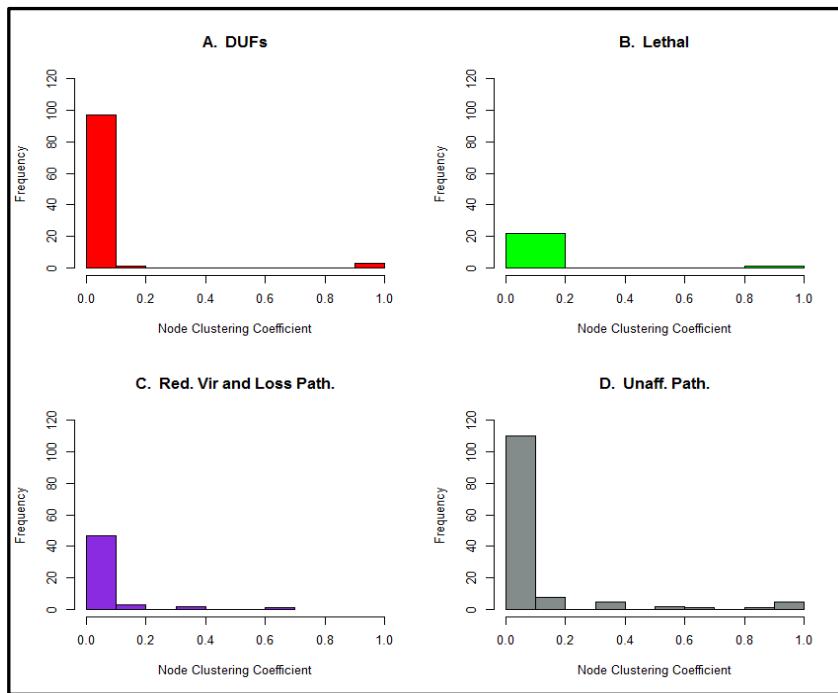 A. DUFs
Frequency
120
100
80
60
40
20
0
0.0 0.2 0.4 0.6 0.8 1.0
Node Clustering Coefficient
B. Lethal
Frequency
120
100
80
60
40
20
0
0.0 0.2 0.4 0.6 0.8 1.0
Node Clustering Coefficient
C. Red. Vir and Loss Path.
Frequency
120
100
80
60
40
20
0
0.0 0.2 0.4 0.6 0.8 1.0
Node Clustering Coefficient
D. Unaff. Path.
Frequency
120
100
80
60
40
20
0
0.0 0.2 0.4 0.6 0.8 1.0
Node Clustering Coefficient